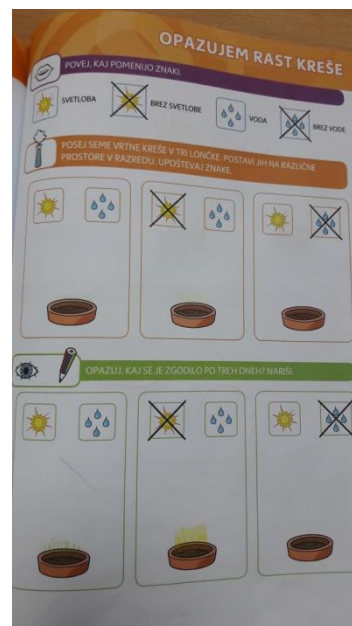 OPAZUJEM RAST KREŠE
POVEJ, KAJ POMENIJO ZNAKI.
SVETLOBA
BREZ SVETLOBE
VODA
BREZ VODE
POSEJ SEME VRTNE KREŠE V TRI LONČKE. POSTAVI JIH NA RAZLIČNE
PROSTORE V RAZREDU. UPOŠTEVAJ ZNAKE.
OPAZUJ. KAJ SE JE ZGODILO PO TREH DNEH? NARIŠI.